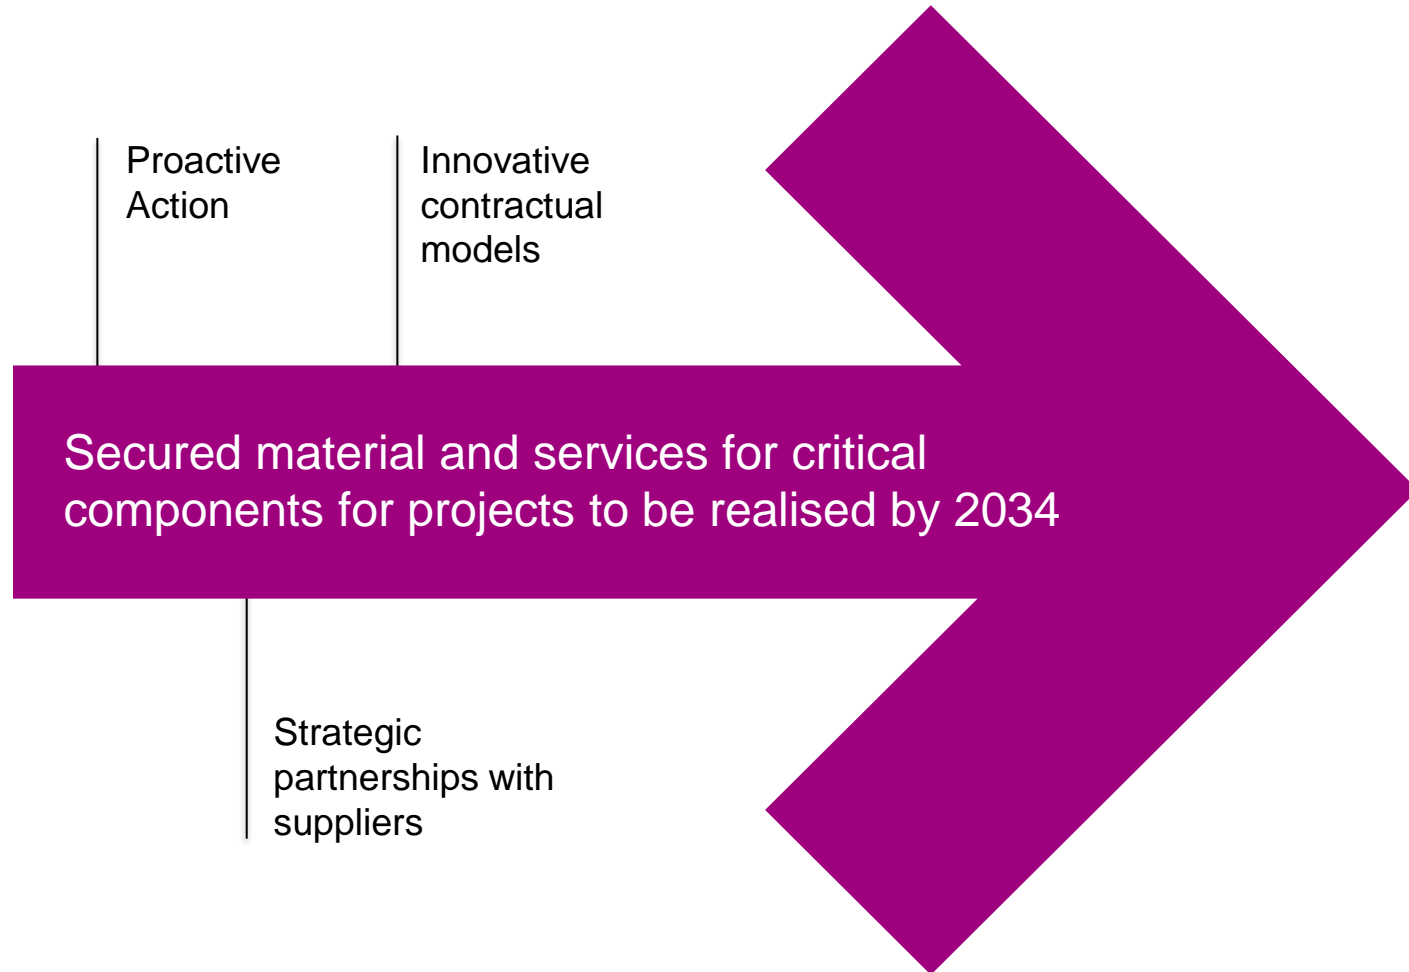 Proactive
Action
Innovative
contractual
models
Secured material and services for critical
components for projects to be realised by 2034
Strategic
partnerships with
suppliers